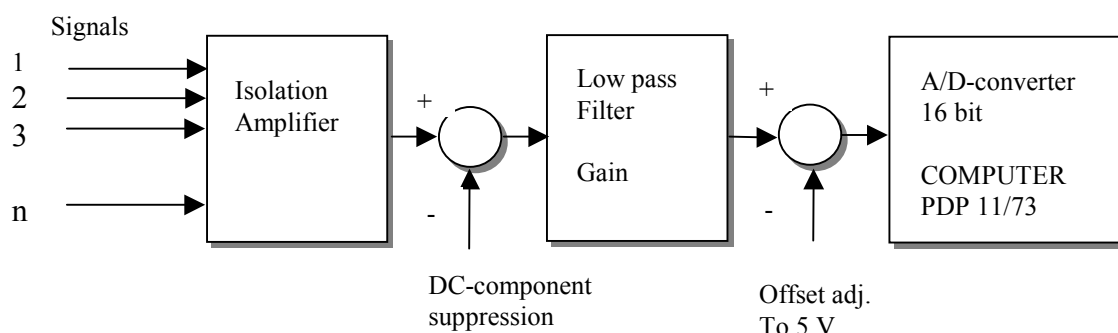 Signals
1
2
3
n
Isolation
Amplifier
+
-
DC-component
suppression
Low pass
Filter
Gain
+
-
Offset adj.
To 5 V
A/D-converter
16 bit
COMPUTER
PDP 11/73